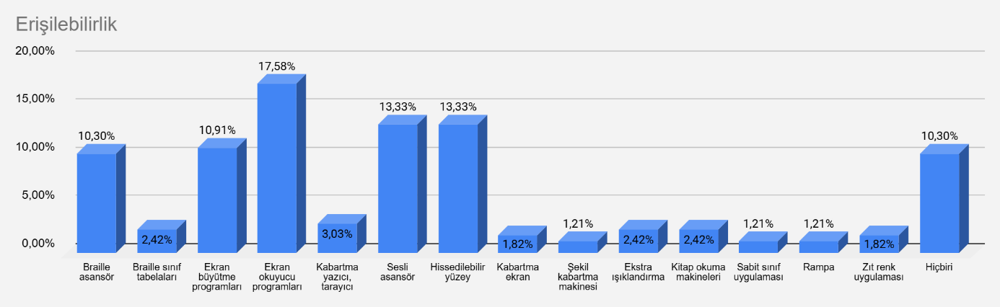 Erişilebilirlik
20,00%
15,00%
10,00%
5,00%
0,00%
10,30%
2,42%
10,91%
17,58%
3,03%
13,33%
13,33%
1,82%
1,21%
2,42%
2,42%
1,21%
1,21%
1,82%
10,30%
Braille
asansör
Braille sınıf
tabelaları
Ekran
büyütme
programları
Ekran
okuyucu
programları
Kabartma
yazıcı,
tarayıcı
Sesli
asansör
Hissedilebilir
yüzey
Kabartma
ekran
Şekil
kabartma
makinesi
Ekstra
ışıklandırma
Kitap okuma
makineleri
Sabit sınıf
uygulaması
Rampa
Zıt renk
uygulaması
Hiçbiri